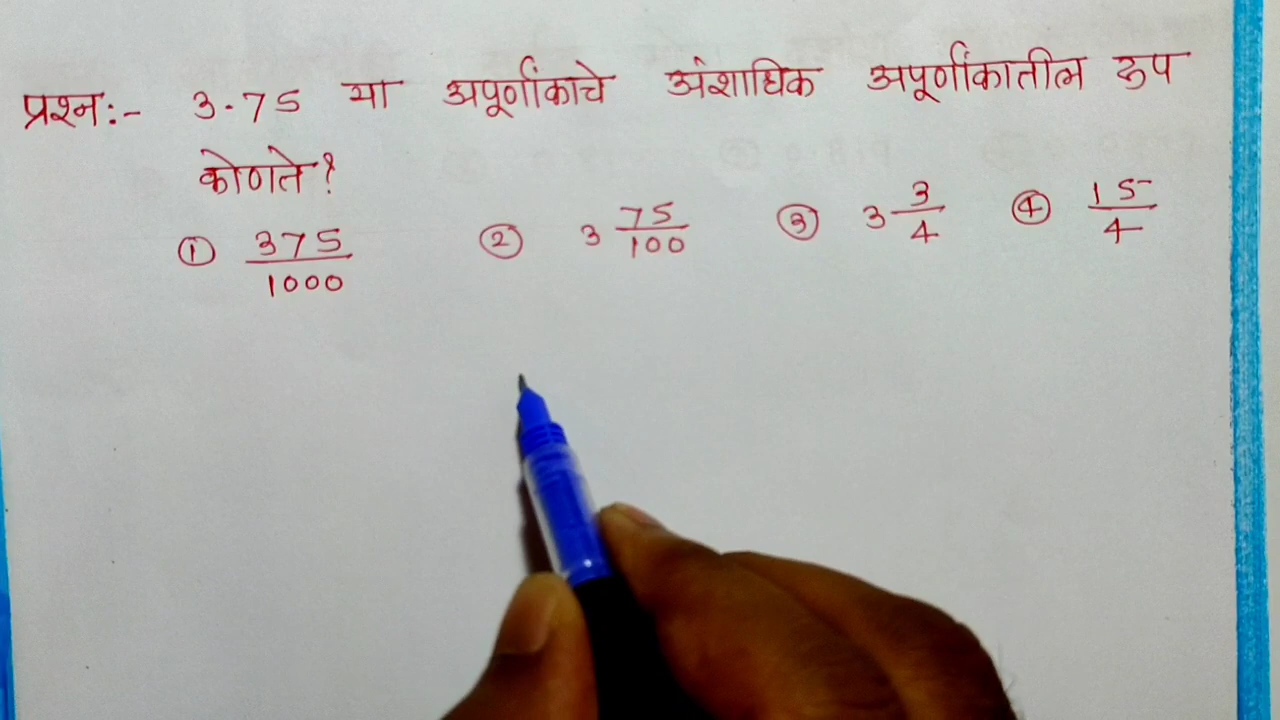 प्रश्न:- 3.75 या अपूर्णांकाचे अंशाधिक अपूर्णांकातील रुप
कोणते?
① 375/1000 ② 3 75/100 ③ 3 3/4 ④ 15/4